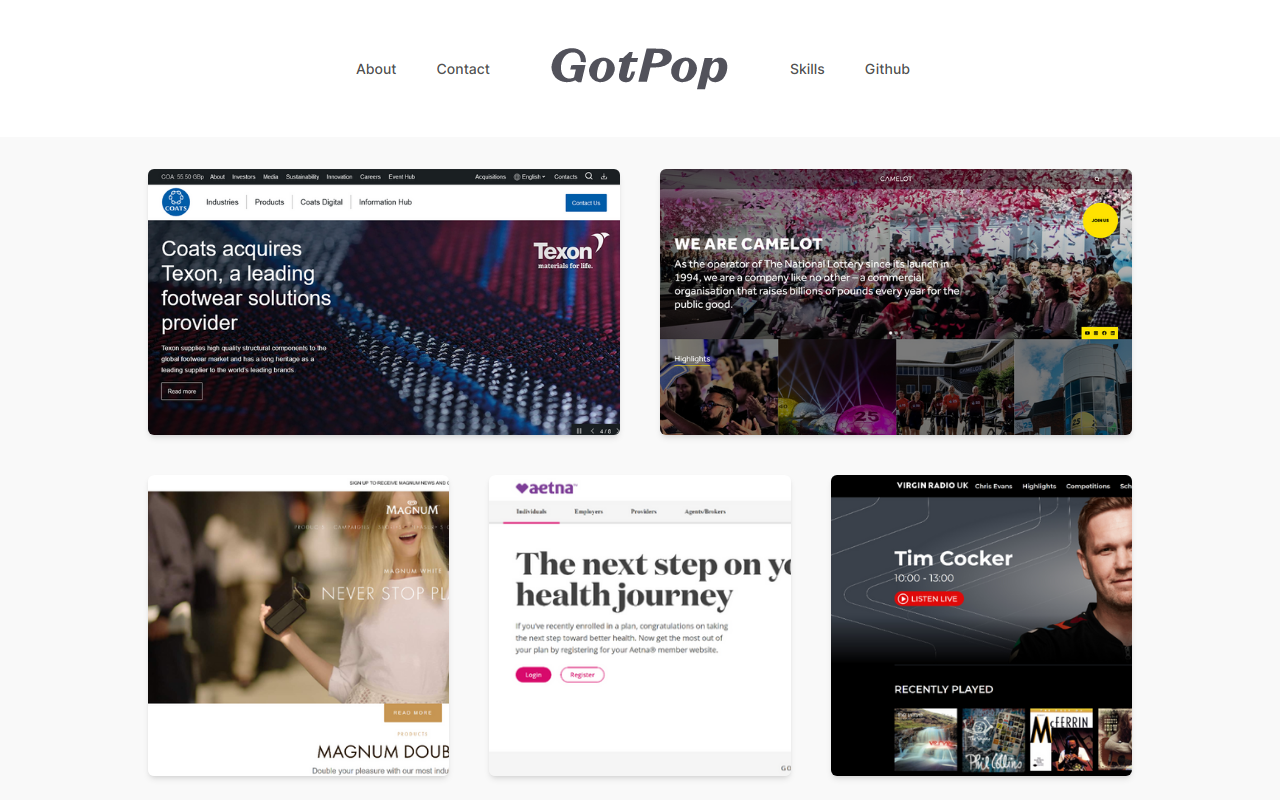 About Contact GotPop Skills Github
COA: 55.50 GBp About Investors Media Sustainability Innovation Careers Event Hub Acquisitions English Contacts
COATS Industries Products Coats Digital Information Hub Contact Us
Coats acquires
Texon, a leading
footwear solutions
provider
Texon
materials for life.
Texon supplies high quality structural components to the
global footwear market and has a long heritage as a
leading supplier to the world's leading brands.
Read more
4 / 6
CAMELOT
JOIN US
WE ARE CAMELOT
As the operator of The National Lottery since its launch in
1994, we are a company like no other – a commercial
organisation that raises billions of pounds every year for the
public good.
Highlights
25
25
SIGN UP TO RECEIVE MAGNUM NEWS AND
MAGNUM
PRODUCTS CAMPAIGNS
MAGNUM WHITE
NEVER STOP PL
READ MORE
PRODUCTS
MAGNUM DOUB
Double your pleasure with our most indu
aetna
Individuals Employers Providers Agents/Brokers
The next step on yo
health journey
If you've recently enrolled in a plan, congratulations on taking
the next step toward better health. Now get the most out of
your plan by registering for your Aetna® member website.
Login Register
GO
VIRGIN RADIO UK Chris Evans Highlights Competitions Sch
Tim Cocker
10:00 - 13:00
LISTEN LIVE
RECENTLY PLAYED
Phil Collins
McFERRIN